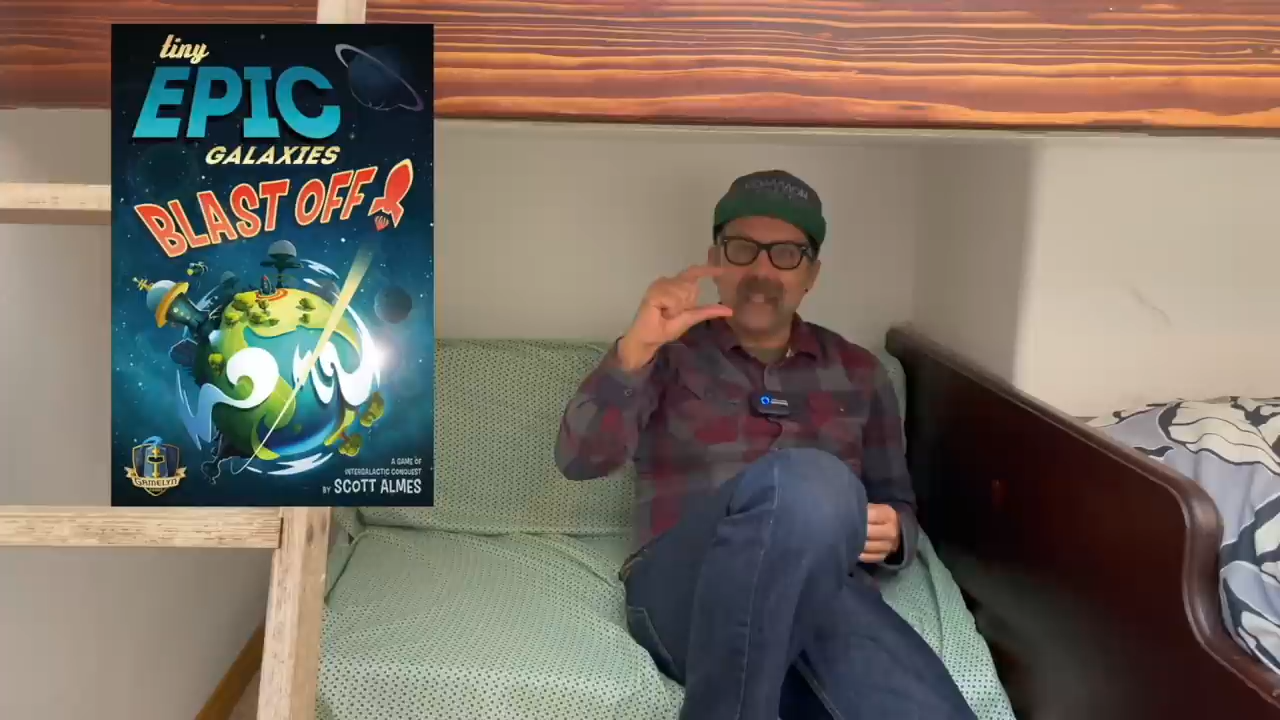 tiny
EPIC
GALAXIES
BLAST OFF
A GAME OF
INTERGALACTIC CONQUEST
BY SCOTT ALMES
GAMELYN